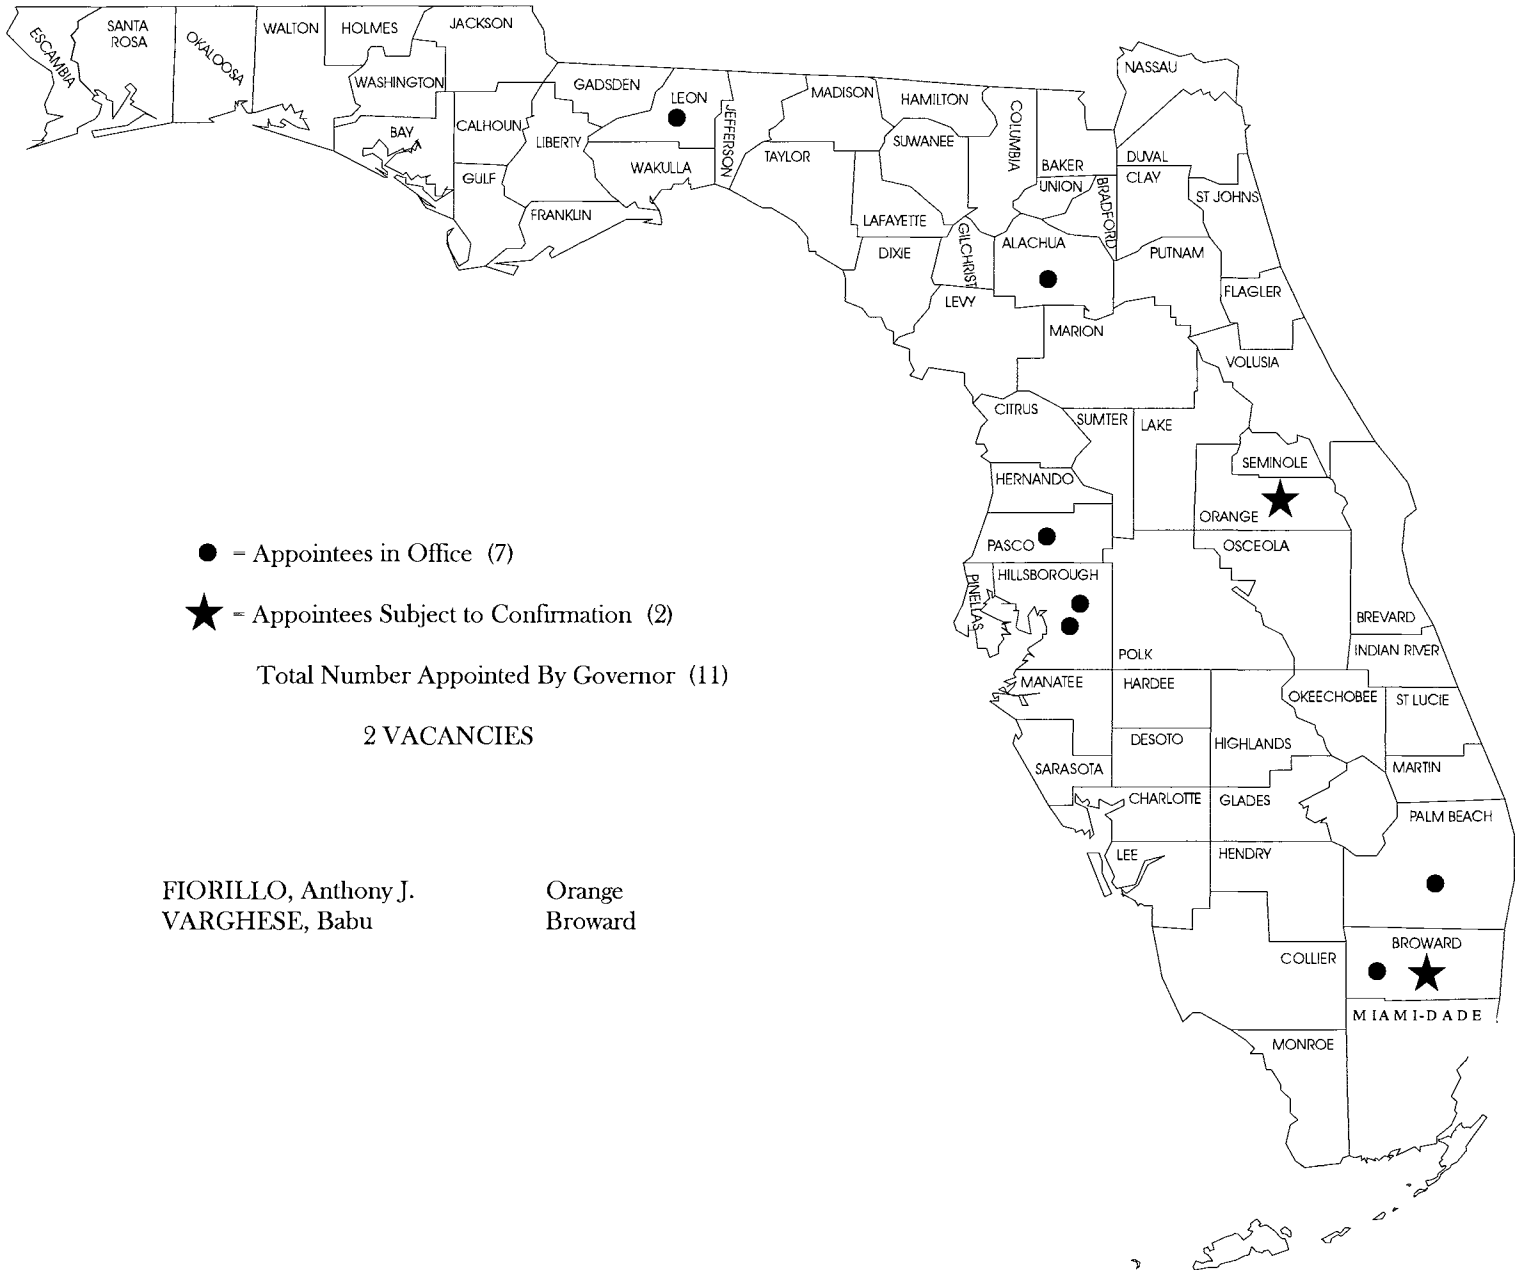 ESCAMBIA
SANTA
ROSA
OKALOOSA
WALTON
HOLMES
JACKSON
WASHINGTON
BAY
CALHOUN
GULF
GADSDEN
LIBERTY
LEON
WAKULLA
FRANKLIN
JEFFERSON
MADISON
TAYLOR
HAMILTON
SUWANEE
LAFAYETTE
DIXIE
COLUMBIA
GILCHRIST
NASSAU
BAKER
DUVAL
UNION
BRADFORD
CLAY
ST JOHNS
ALACHUA
PUTNAM
LEVY
FLAGLER
MARION
VOLUSIA
CITRUS
SUMTER
LAKE
HERNANDO
SEMINOLE
ORANGE
PASCO
OSCEOLA
PINELLAS
HILLSBOROUGH
BREVARD
POLK
INDIAN RIVER
MANATEE
HARDEE
OKEECHOBEE
ST LUCIE
DESOTO
HIGHLANDS
SARASOTA
MARTIN
CHARLOTTE
GLADES
PALM BEACH
LEE
HENDRY
BROWARD
COLLIER
MIAMI-DADE
MONROE
= Appointees in Office (7)
= Appointees Subject to Confirmation (2)
Total Number Appointed By Governor (11)
2 VACANCIES
FIORILLO, Anthony J. Orange
VARGHESE, Babu Broward